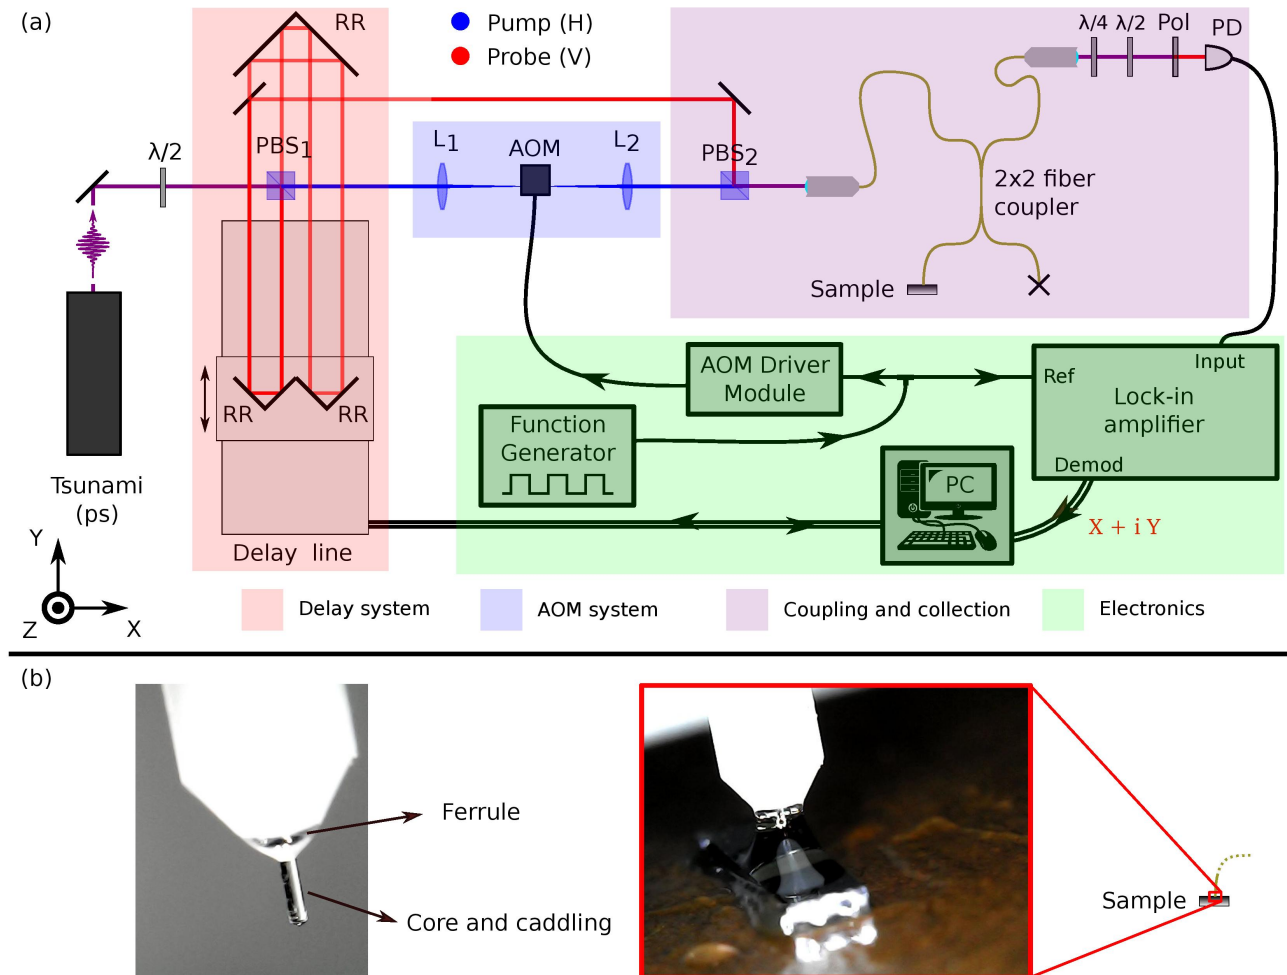 (a)
RR
Pump (H)
Probe (V)
λ/4 λ/2 Pol PD
λ/2
PBS1
L1
AOM
L2
PBS2
2x2 fiber
coupler
Sample
RR
RR
AOM Driver
Module
Ref
Input
Lock-in
amplifier
Demod
Function
Generator
PC
X + i Y
Tsunami
(ps)
Delay line
Y
Z
X
Delay system
AOM system
Coupling and collection
Electronics
(b)
Ferrule
Core and caddling
Sample